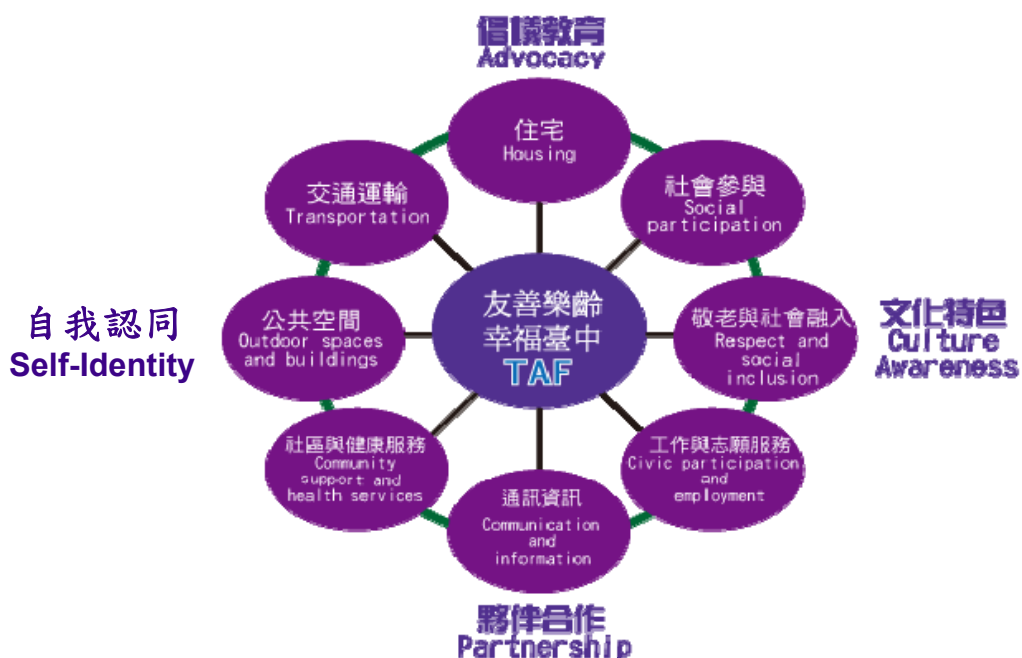 倡議教育
Advocacy
住宅
Housing
交通運輸
Transportation
社會參與
Social
participation
友善樂齡
幸福臺中
TAF
自我認同
Self-Identity
公共空間
Outdoor spaces
and buildings
敬老與社會融入
Respect and
social
inclusion
文化特色
Culture
Awareness
社區與健康服務
Community
support and
health services
工作與志願服務
Civic participation
and
employment
通訊資訊
Communication
and
information
夥伴合作
Partnership